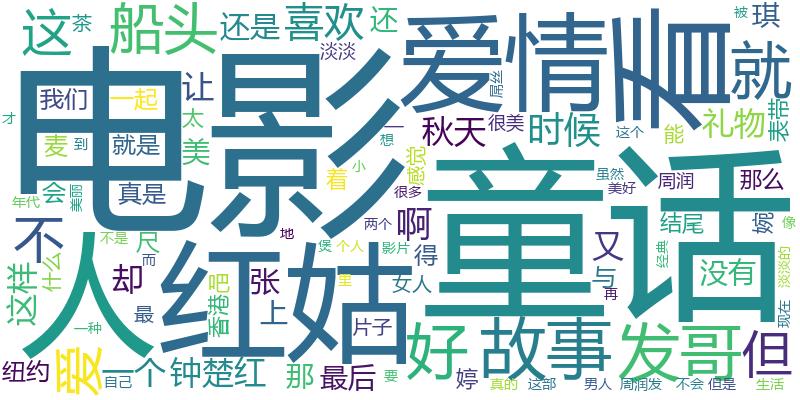 这
茶
船头
还是
喜欢
还
淡淡
爱情
看
就
被
琪
电影
我们
一起
让
屌丝
表带
才
太
秋天
很美
时候
礼物
这个
能
麦
到
就是
美
感觉
一
想
童话
会
美丽
真是
着
小
虽然
美好
周润
那么
年代
很多
不
人
不是
尺
而
红姑
地
煲
两个
个人
啊
影片
得
又
结尾
经典
婉
像
淡淡的
这样
什么
却
吧
香港
张
里
女人
与
再
没有
最
上
片子
现在
一种
纽约
爱
一个
自己
钟楚红
那
最后
要
好
婷
故事
真的
这部
男人
发哥
周润发
不会
但是
但
生活